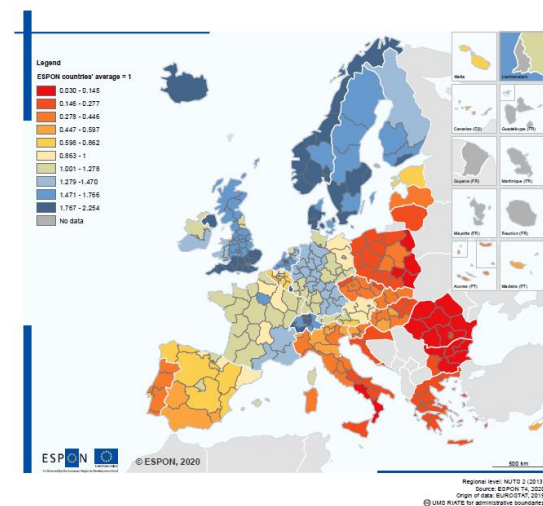 Legend
ESPON countries' average = 1
0.030 - 0.145
0.146 - 0.277
0.278 - 0.446
0.447 - 0.597
0.598 - 0.862
0.863 - 1
1.001 - 1.278
1.279 -1.470
1.471 - 1.766
1.767 - 2.254
No data
Malta
Liechtenstein
Canarias (ES)
Guadeloupe (FR)
Guyane (FR)
Martinique (FR)
Mayotte (FR)
Reunion (FR)
Acores (PT)
Madeira (PT)
ESPON
© ESPON, 2020
500 km
Regional level: NUTS 2 (2013)
Source: ESPON T4, 2020
Origin of data: EUROSTAT, 2019
© UMS RIATE for administrative boundaries